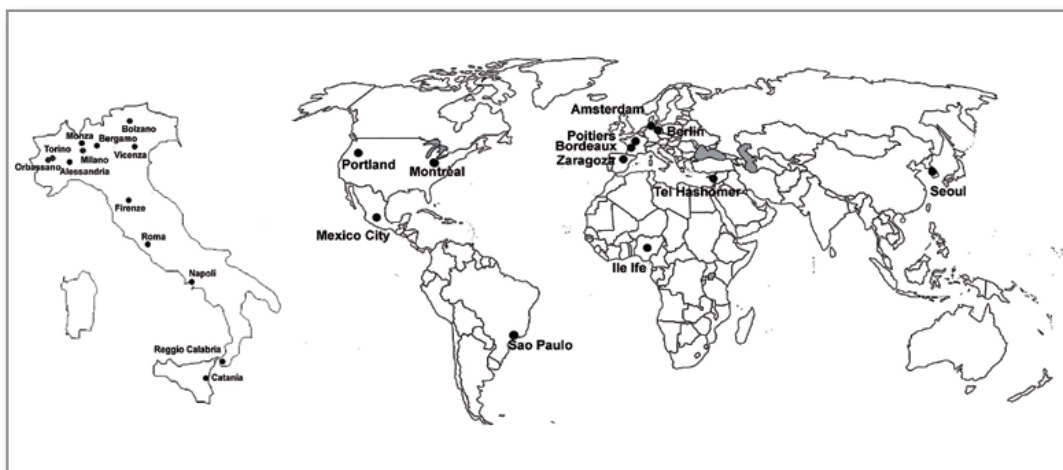 Bolzano
Monza
Bergamo
Torino
Vicenza
Milano
Orbassano
Alessandria
Firenze
Roma
Napoli
Reggio Calabria
Catania
Amsterdam
Berlin
Poitiers
Bordeaux
Zaragoza
Portland
Montrèal
Tel Hashomer
Seoul
Mexico City
Ile Ife
Sao Paulo